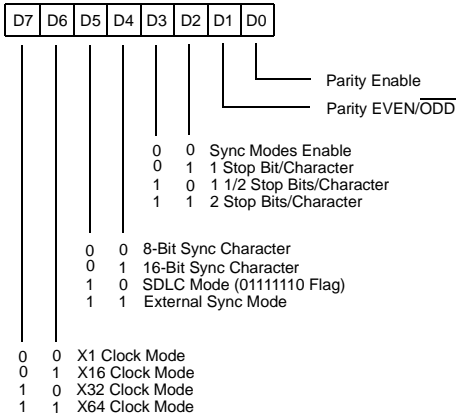 D7 D6 D5 D4 D3 D2 D1 D0
Parity Enable
Parity EVEN/ODD
0 0 Sync Modes Enable
0 1 1 Stop Bit/Character
1 0 1 1/2 Stop Bits/Character
1 1 2 Stop Bits/Character
0 0 8-Bit Sync Character
0 1 16-Bit Sync Character
1 0 SDLC Mode (01111110 Flag)
1 1 External Sync Mode
0 0 X1 Clock Mode
0 1 X16 Clock Mode
1 0 X32 Clock Mode
1 1 X64 Clock Mode